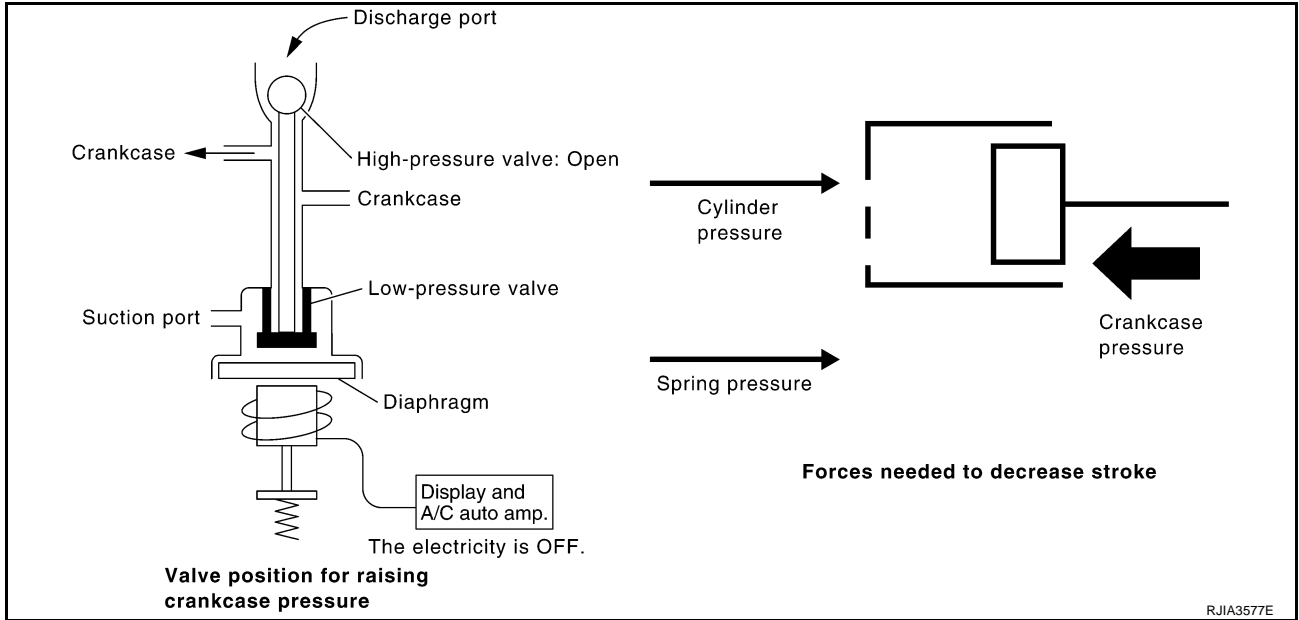 Discharge port
Crankcase
High-pressure valve: Open
Crankcase
Low-pressure valve
Suction port
Diaphragm
Display and
A/C auto amp.
The electricity is OFF.
Valve position for raising
crankcase pressure
Cylinder
pressure
Crankcase
pressure
Spring pressure
Forces needed to decrease stroke
RJIA3577E